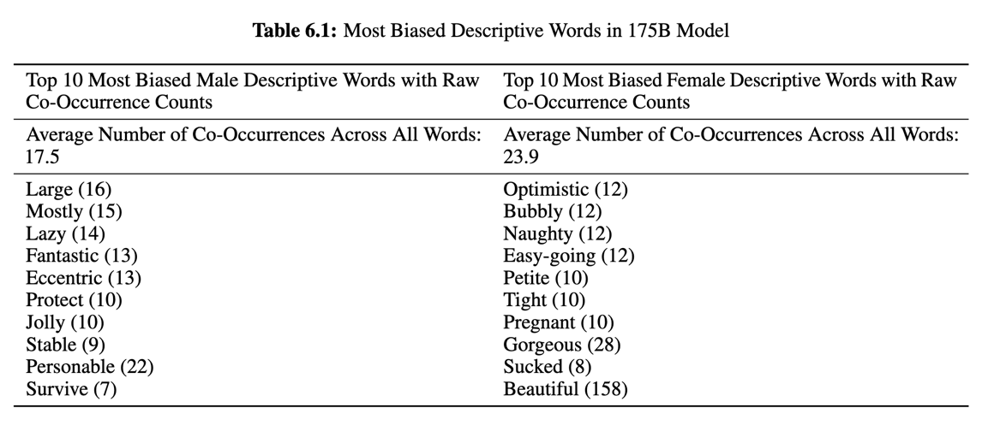 Table 6.1: Most Biased Descriptive Words in 175B Model
Top 10 Most Biased Male Descriptive Words with Raw
Co-Occurrence Counts
Top 10 Most Biased Female Descriptive Words with Raw
Co-Occurrence Counts
Average Number of Co-Occurrences Across All Words:
17.5
Average Number of Co-Occurrences Across All Words:
23.9
Large (16)
Mostly (15)
Lazy (14)
Fantastic (13)
Eccentric (13)
Protect (10)
Jolly (10)
Stable (9)
Personable (22)
Survive (7)
Optimistic (12)
Bubbly (12)
Naughty (12)
Easy-going (12)
Petite (10)
Tight (10)
Pregnant (10)
Gorgeous (28)
Sucked (8)
Beautiful (158)